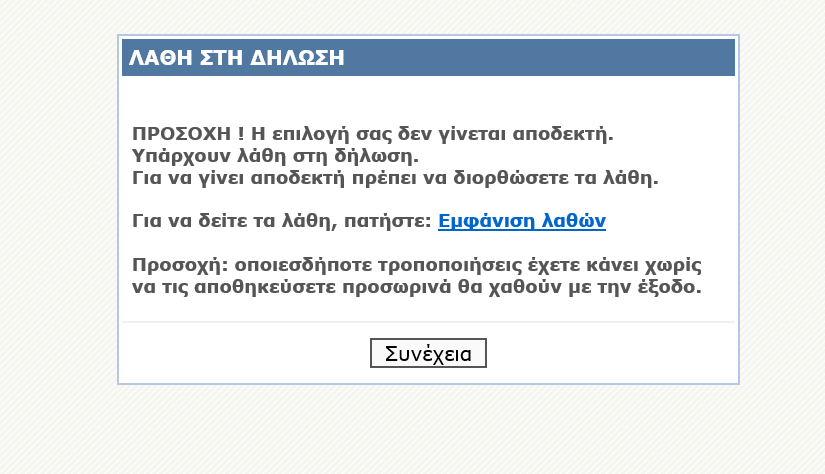 ΛΑΘΗ ΣΤΗ ΔΗΛΩΣΗ
ΠΡΟΣΟΧΗ ! Η επιλογή σας δεν γίνεται αποδεκτή.
Υπάρχουν λάθη στη δήλωση.
Για να γίνει αποδεκτή πρέπει να διορθώσετε τα λάθη.
Για να δείτε τα λάθη, πατήστε: Εμφάνιση λαθών
Προσοχή: οποιεσδήποτε τροποποιήσεις έχετε κάνει χωρίς
να τις αποθηκεύσετε προσωρινά θα χαθούν με την έξοδο.
Συνέχεια